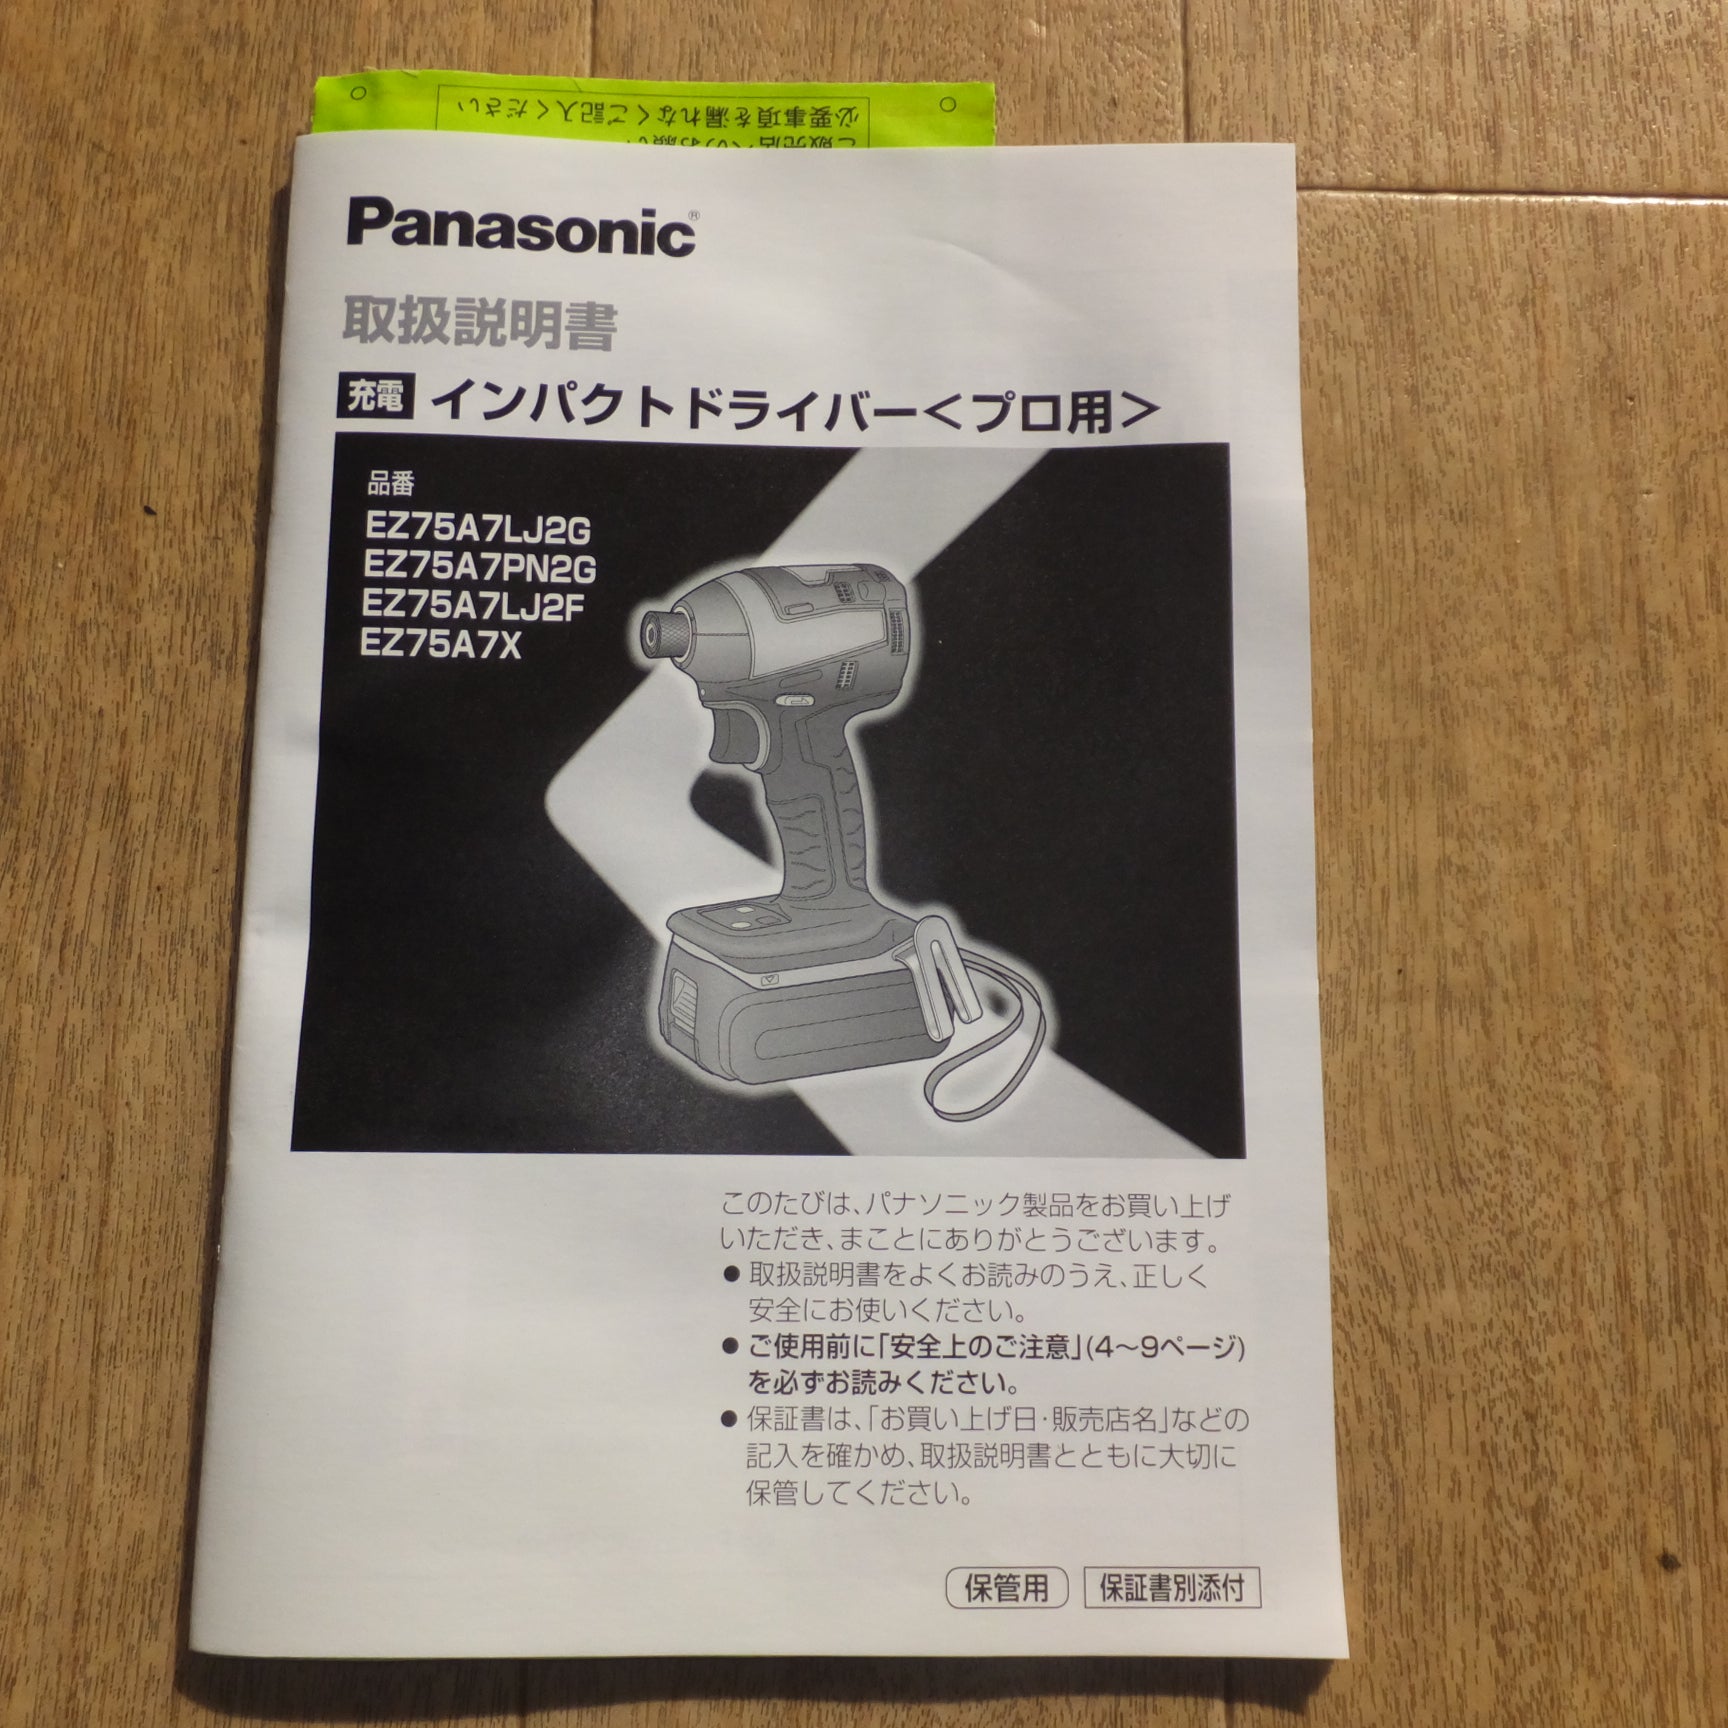 必要事項を漏れなくご記入ください
ご販売店へのお願い
Panasonic®
取扱説明書
充電 インパクトドライバー<プロ用>
品番
EZ75A7LJ2G
EZ75A7PN2G
EZ75A7LJ2F
EZ75A7X
このたびは、パナソニック製品をお買い上げ
いただき、まことにありがとうございます。
● 取扱説明書をよくお読みのうえ、正しく
安全にお使いください。
● ご使用前に「安全上のご注意」(4～9ページ)
を必ずお読みください。
● 保証書は、「お買い上げ日・販売店名」などの
記入を確かめ、取扱説明書とともに大切に
保管してください。
保管用 保証書別添付